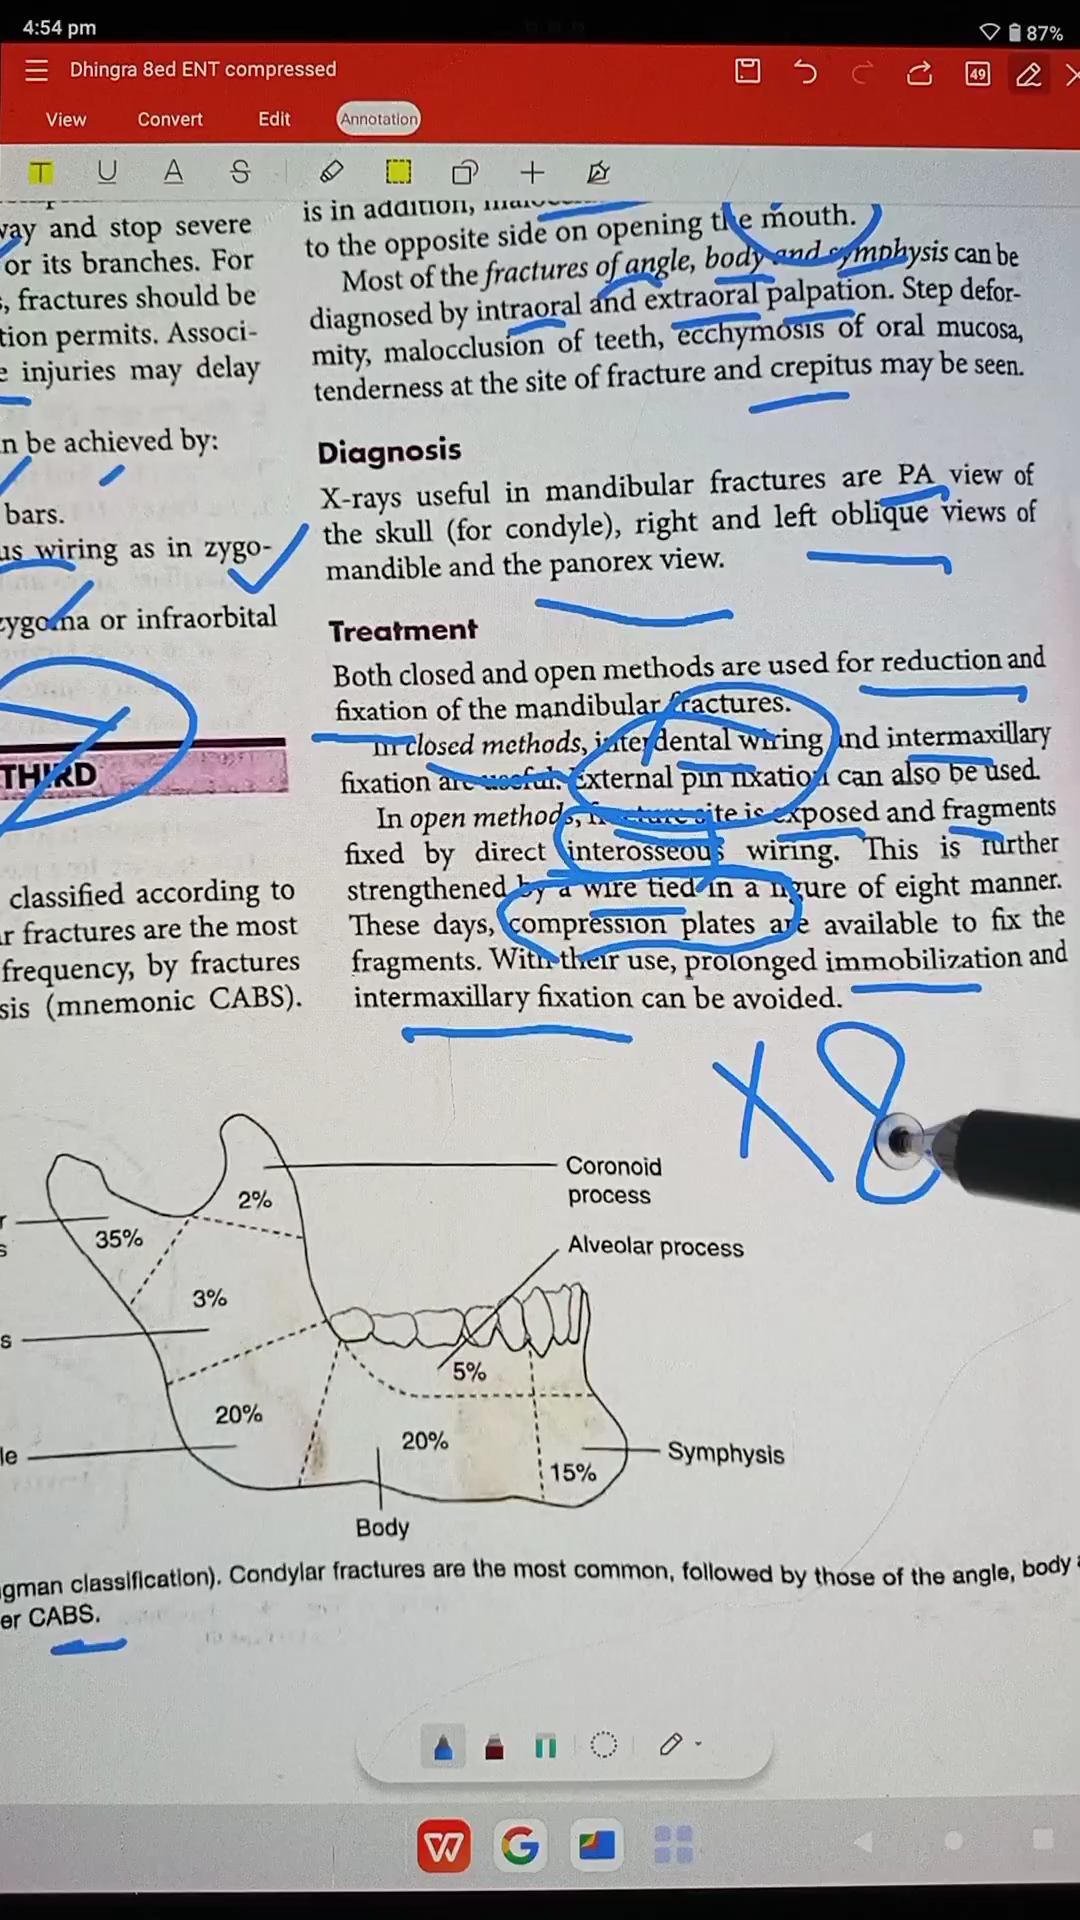 4:54 pm
87%
Dhingra 8ed ENT compressed
49
View Convert Edit Annotation
T U A S
way and stop severe
or its branches. For
, fractures should be
tion permits. Associ-
e injuries may delay
n be achieved by:
bars.
us wiring as in zygo-
zygoma or infraorbital
THIRD
classified according to
r fractures are the most
frequency, by fractures
sis (mnemonic CABS).
is in addition,
to the opposite side on opening the mouth.
Most of the fractures of angle, body and symphysis can be
diagnosed by intraoral and extraoral palpation. Step defor-
mity, malocclusion of teeth, ecchymosis of oral mucosa,
tenderness at the site of fracture and crepitus may be seen.
Diagnosis
X-rays useful in mandibular fractures are PA view of
the skull (for condyle), right and left oblique views of
mandible and the panorex view.
Treatment
Both closed and open methods are used for reduction and
fixation of the mandibular fractures.
In closed methods, interdental wiring and intermaxillary
fixation are useful. External pin fixation can also be used.
In open methods, fracture site is exposed and fragments
fixed by direct interosseous wiring. This is further
strengthened by a wire tied in a figure of eight manner.
These days, compression plates are available to fix the
fragments. With their use, prolonged immobilization and
intermaxillary fixation can be avoided.
X8
Coronoid
process
2%
r
s
35%
Alveolar process
3%
s
5%
20%
20%
le
15%
Symphysis
Body
gman classification). Condylar fractures are the most common, followed by those of the angle, body
er CABS.